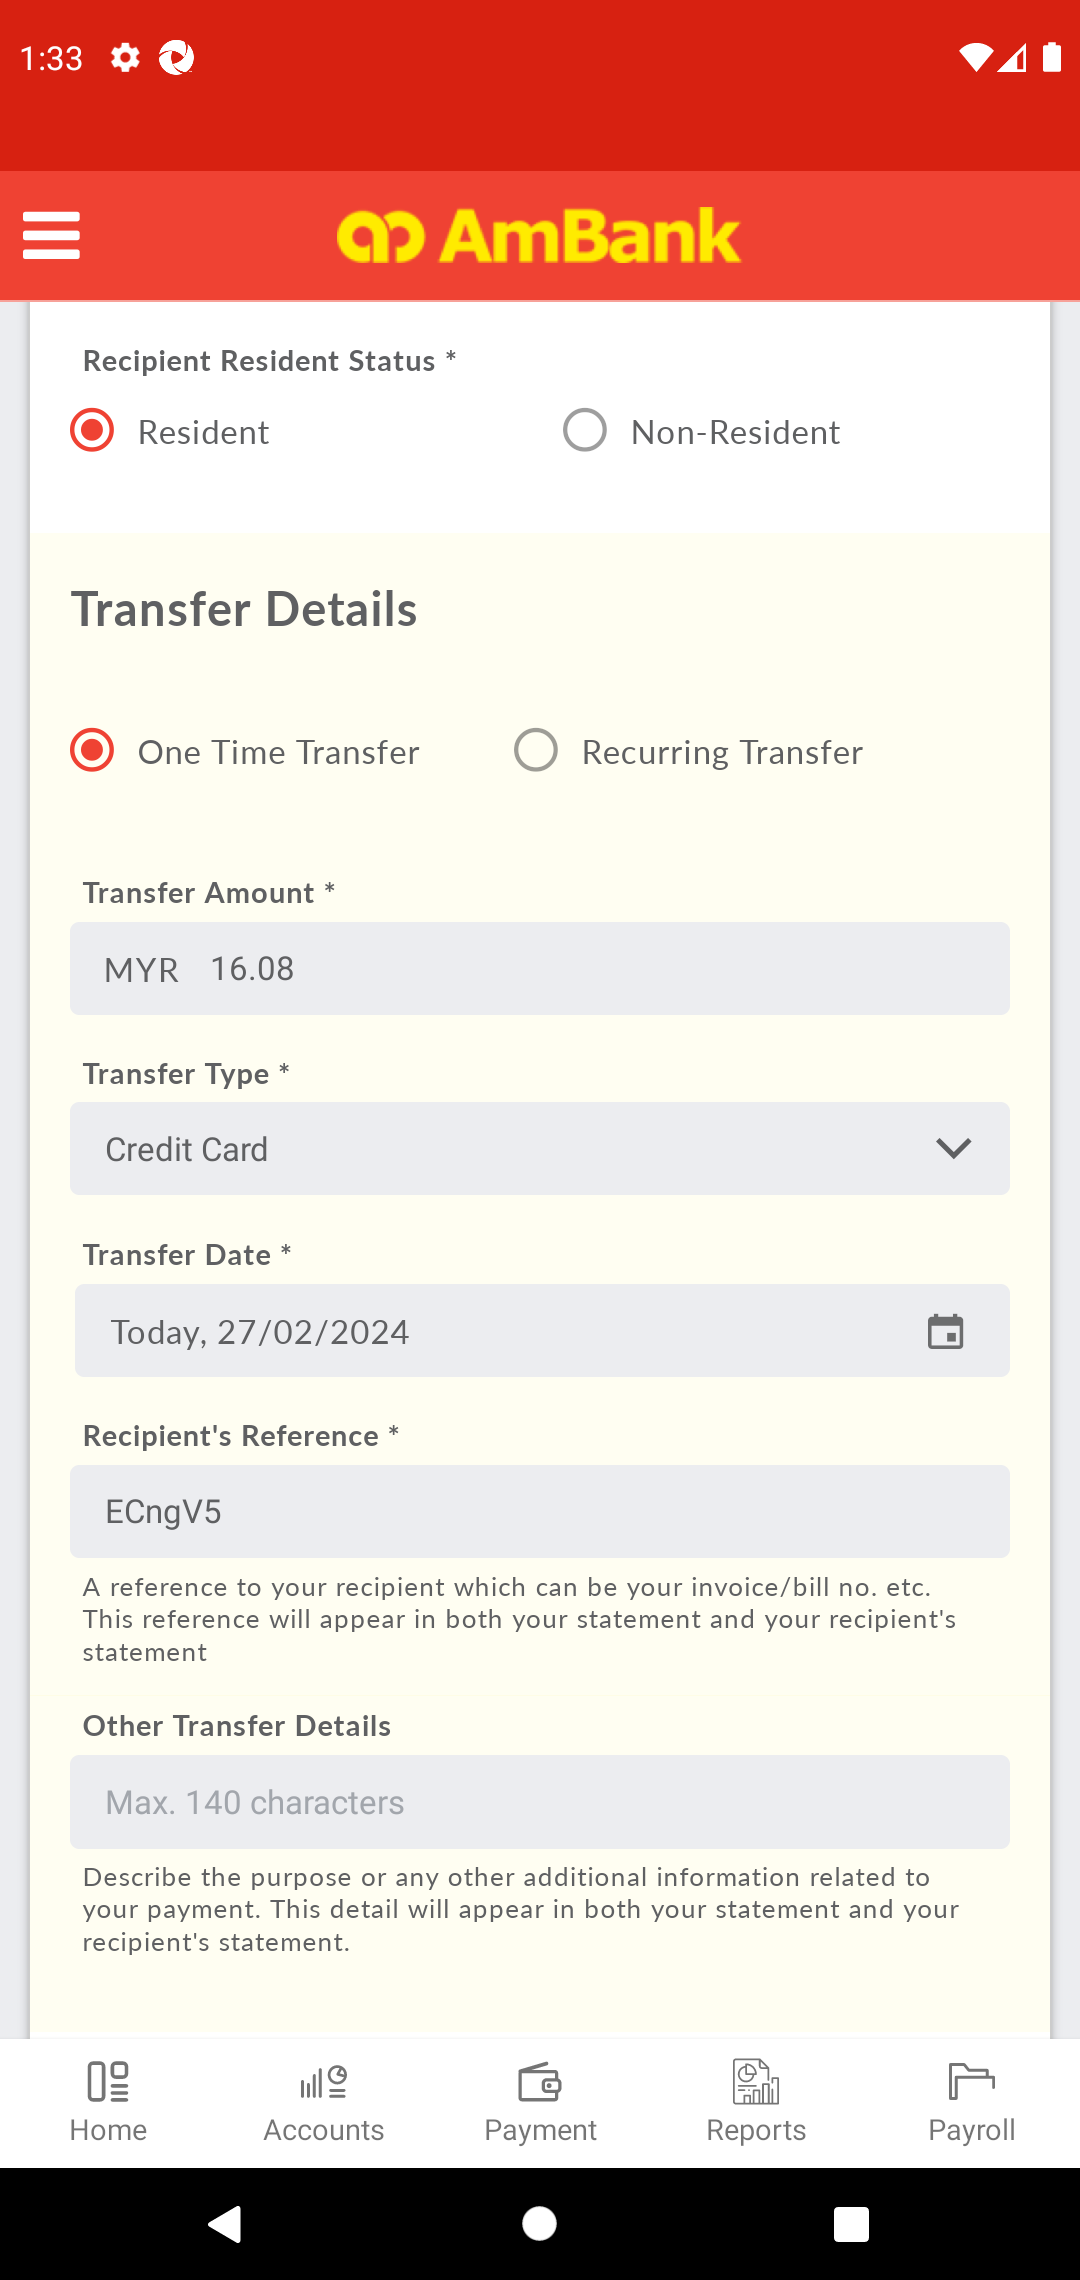 1:33
AmBank
Recipient Resident Status *
Resident
Non-Resident
Transfer Details
One Time Transfer
Recurring Transfer
Transfer Amount *
MYR 16.08
Transfer Type *
Credit Card
Transfer Date *
Today, 27/02/2024
Recipient's Reference *
ECngV5
A reference to your recipient which can be your invoice/bill no. etc.
This reference will appear in both your statement and your recipient's
statement
Other Transfer Details
Max. 140 characters
Describe the purpose or any other additional information related to
your payment. This detail will appear in both your statement and your
recipient's statement.
Home
Accounts
Payment
Reports
Payroll